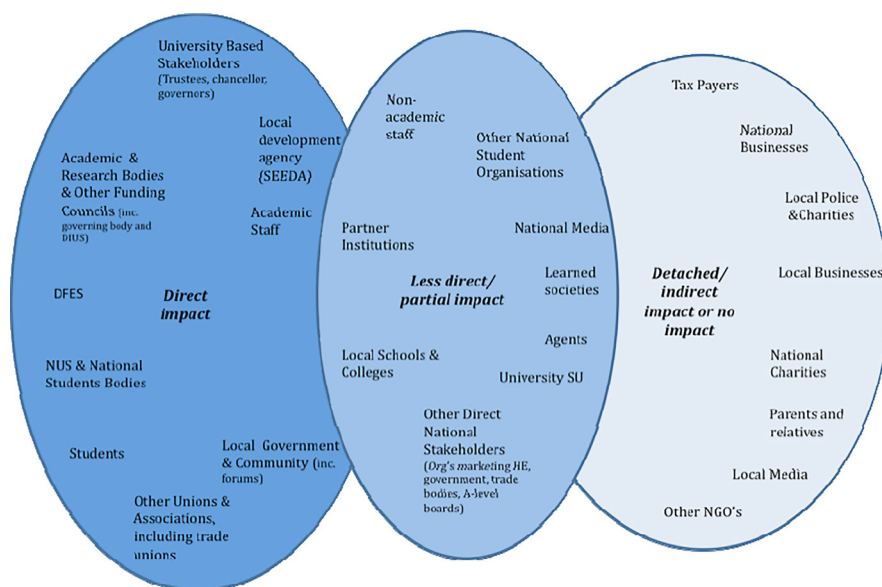 University Based
Stakeholders
(Trustees, chancellor,
governors)
Local
development
agency
(SEEDA)
Academic &
Research Bodies
& Other Funding
Councils (inc.
governing body and
DIUS)
Academic
Staff
DFES
Direct
impact
NUS & National
Students Bodies
Students
Local Government
& Community (inc.
forums)
Other Unions &
Associations,
including trade
unions
Non-
academic
staff
Other National
Student
Organisations
Partner
Institutions
National Media
Less direct/
partial impact
Learned
societies
Agents
Local Schools &
Colleges
University SU
Other Direct
National
Stakeholders
(Org's marketing HE,
government, trade
bodies, A-level
boards)
Tax Payers
National
Businesses
Local Police
&Charities
Detached/
indirect
impact or no
impact
Local Businesses
National
Charities
Parents and
relatives
Local Media
Other NGO's